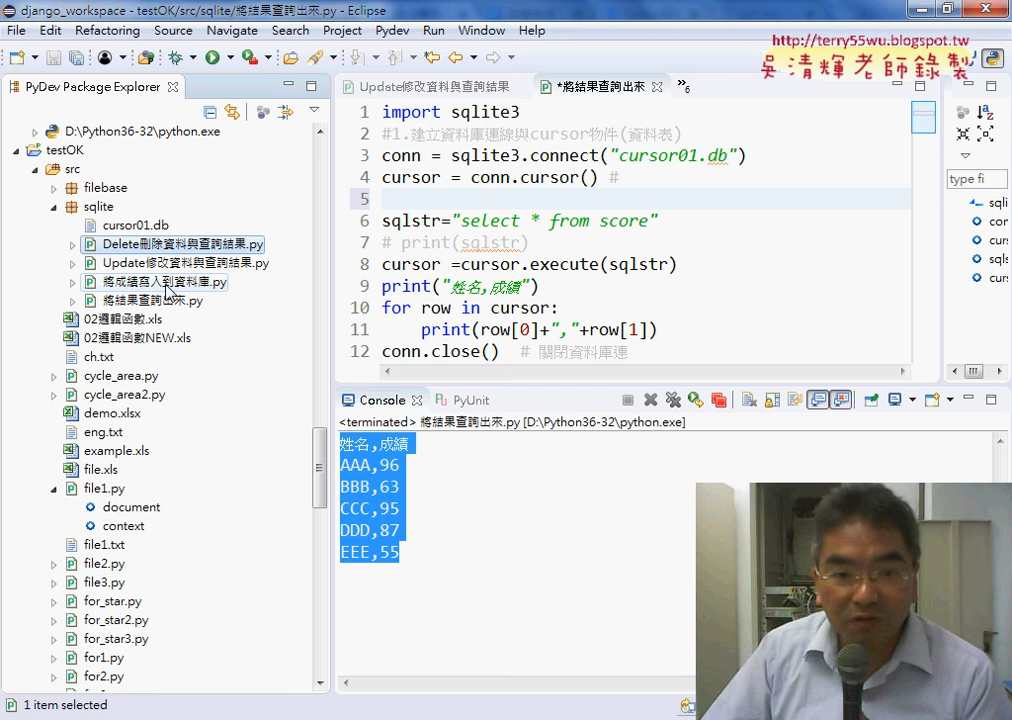 django_workspace - testOK/src/sqlite/將結果查詢出來.py - Eclipse
File Edit Refactoring Source Navigate Search Project Pydev Run Window Help
http://terry55wu.blogspot.tw
吳清輝老師錄製
PyDev Package Explorer
D:\Python36-32\python.exe
testOK
src
filebase
sqlite
cursor01.db
Delete刪除資料與查詢結果.py
Update修改資料與查詢結果.py
將成績寫入到資料庫.py
將結果查詢出來.py
02邏輯函數.xls
02邏輯函數NEW.xls
ch.txt
cycle_area.py
cycle_area2.py
demo.xlsx
eng.txt
example.xls
file.xls
file1.py
document
context
file1.txt
file2.py
file3.py
for_star.py
for_star2.py
for_star3.py
for1.py
for2.py
1 item selected
Update修改資料與查詢結果
*將結果查詢出來
»6
1 import sqlite3
2 #1.建立資料庫連線與cursor物件(資料表)
3 conn = sqlite3.connect("cursor01.db")
4 cursor = conn.cursor() #
5
6 sqlstr="select * from score"
7 # print(sqlstr)
8 cursor =cursor.execute(sqlstr)
9 print("姓名,成績")
10 for row in cursor:
11     print(row[0]+","+row[1])
12 conn.close()  # 關閉資料庫連
type fi
sqli
con
curs
sqls
curs
Console
PyUnit
<terminated> 將結果查詢出來.py [D:\Python36-32\python.exe]
姓名,成績
AAA,96
BBB,63
CCC,95
DDD,87
EEE,55